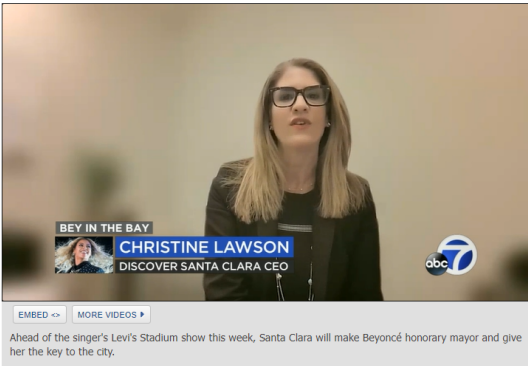 BEY IN THE BAY
CHRISTINE LAWSON
DISCOVER SANTA CLARA CEO
abc 7
EMBED <>
MORE VIDEOS
Ahead of the singer's Levi's Stadium show this week, Santa Clara will make Beyoncé honorary mayor and give
her the key to the city.